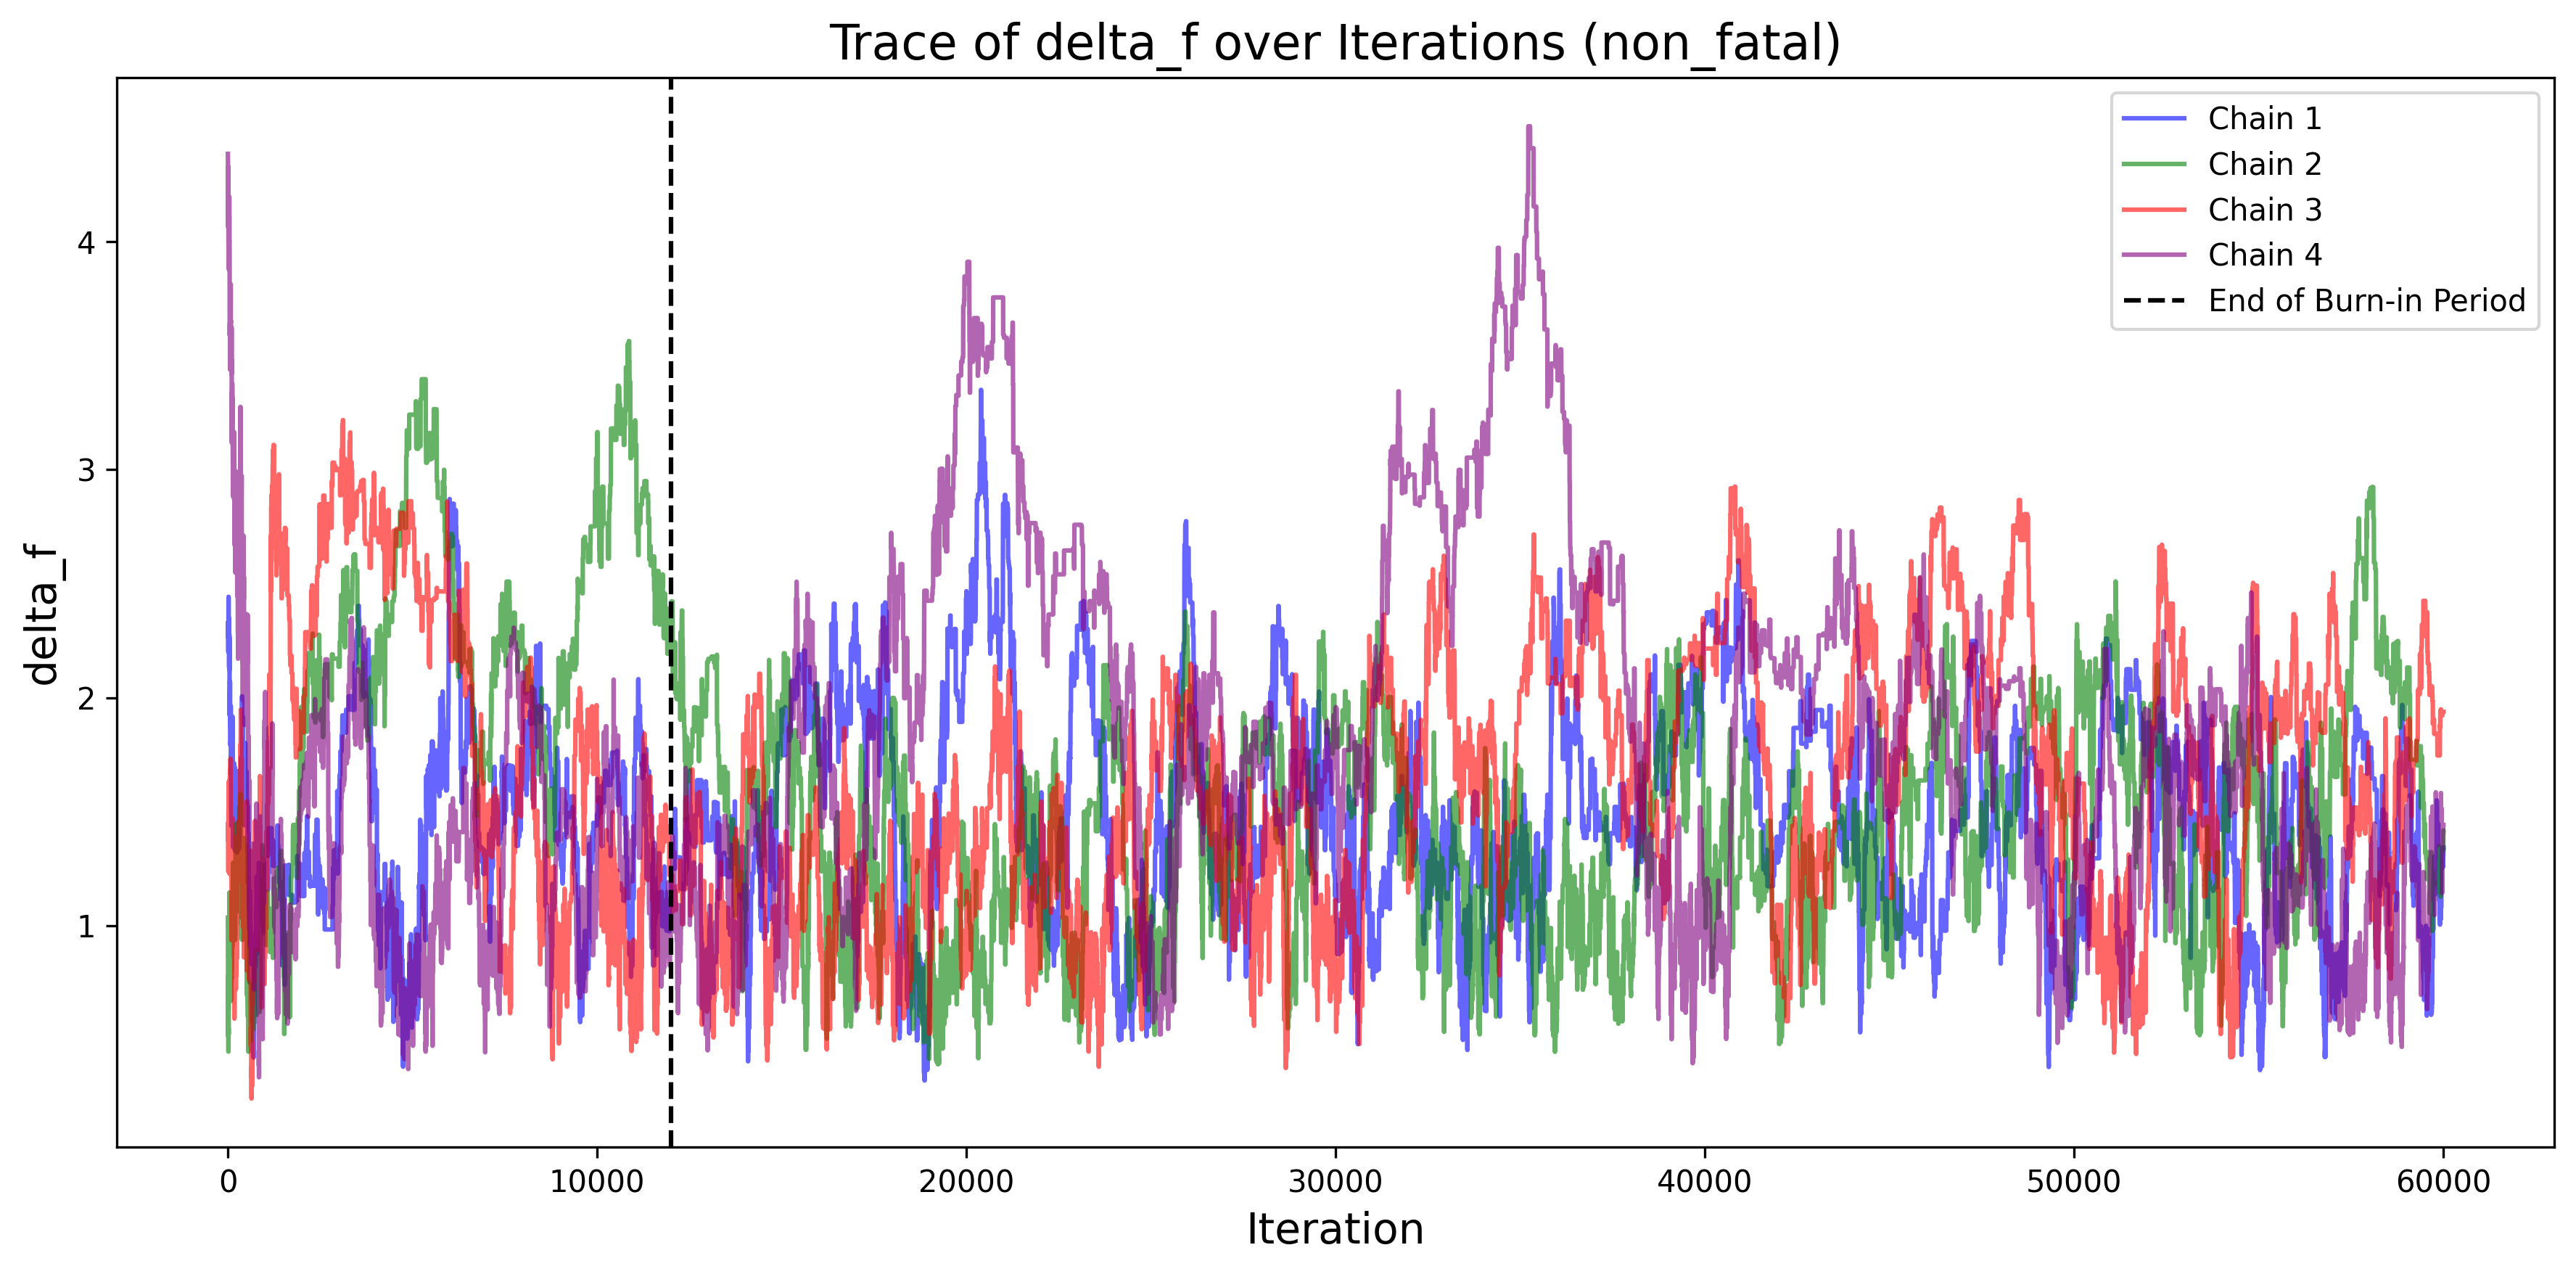 Trace of delta_f over Iterations (non_fatal)
Chain 1
Chain 2
Chain 3
Chain 4
End of Burn-in Period
4
3
2
1
delta_f
0 10000 20000 30000 40000 50000 60000
Iteration